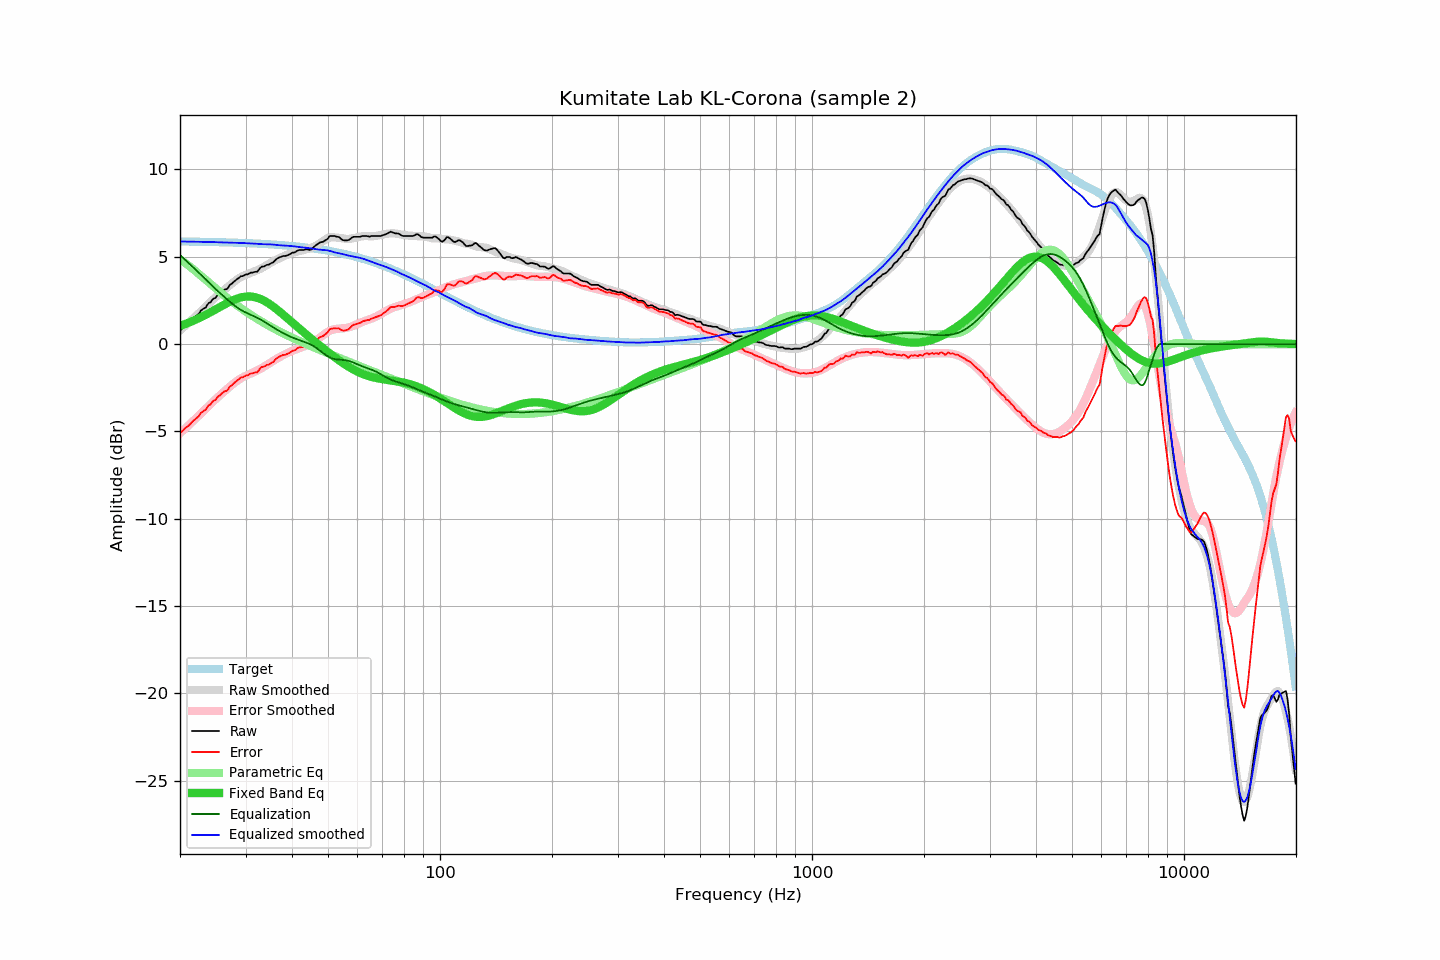 Kumitate Lab KL-Corona (sample 2)
10
5
0
−5
−10
−15
−20
−25
Amplitude (dBr)
Target
Raw Smoothed
Error Smoothed
Raw
Error
Parametric Eq
Fixed Band Eq
Equalization
Equalized smoothed
100
1000
10000
Frequency (Hz)